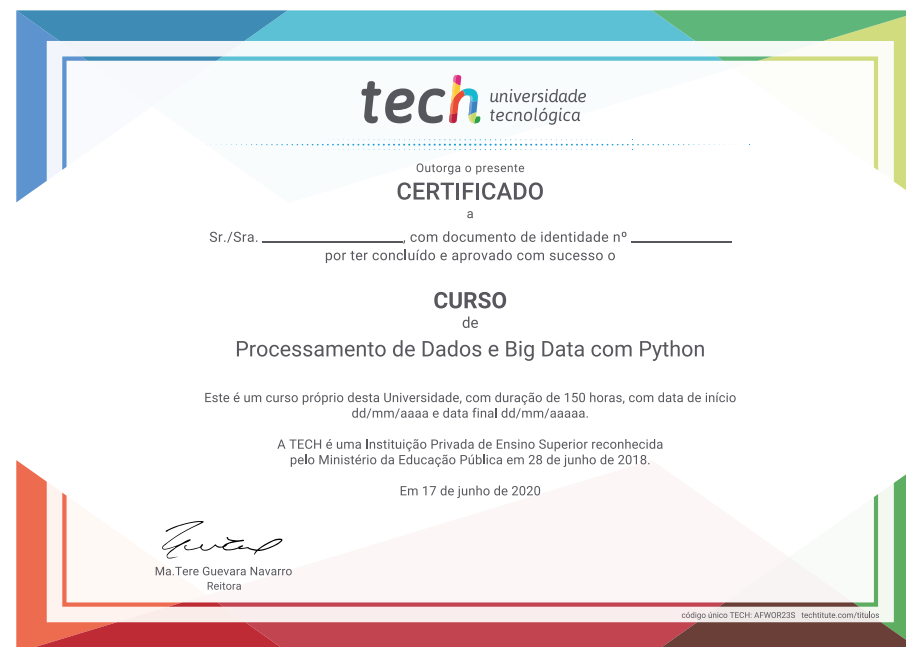 tech universidade
tecnológica
Outorga o presente
CERTIFICADO
a
Sr./Sra. ____________________, com documento de identidade nº ______________
por ter concluído e aprovado com sucesso o
CURSO
de
Processamento de Dados e Big Data com Python
Este é um curso próprio desta Universidade, com duração de 150 horas, com data de início
dd/mm/aaaa e data final dd/mm/aaaaa.
A TECH é uma Instituição Privada de Ensino Superior reconhecida
pelo Ministério da Educação Pública em 28 de junho de 2018.
Em 17 de junho de 2020
Ma.Tere Guevara Navarro
Reitora
código único TECH: AFWOR23S techtitute.com/títulos